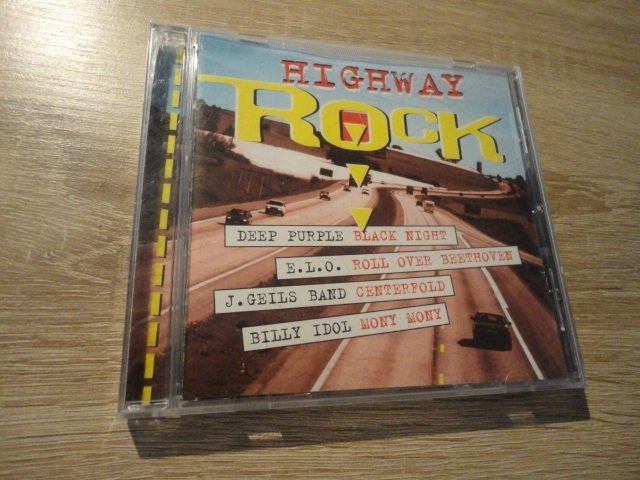 HIGHWAY
ROCK
DEEP PURPLE BLACK NIGHT
E.L.O. ROLL OVER BEETHOVEN
J.GEILS BAND CENTERFOLD
BILLY IDOL MONY MONY